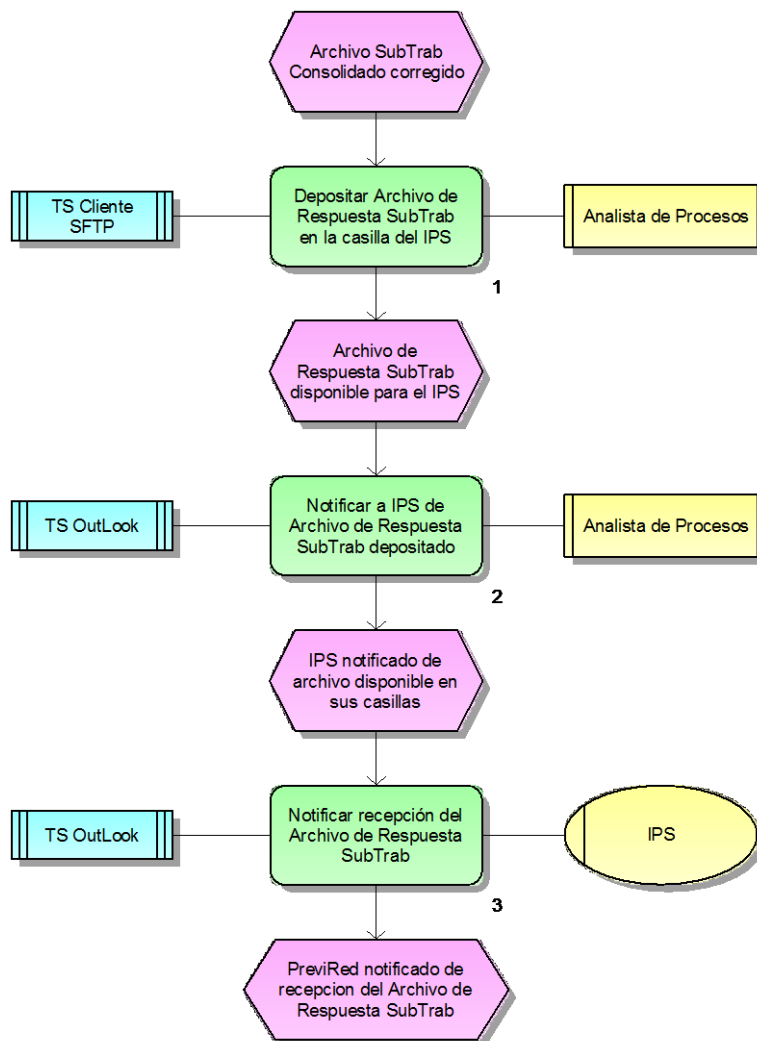 Archivo SubTrab
Consolidado corregido
TS Cliente
SFTP
Depositar Archivo de
Respuesta SubTrab
en la casilla del IPS
Analista de Procesos
1
Archivo de
Respuesta SubTrab
disponible para el IPS
TS OutLook
Notificar a IPS de
Archivo de Respuesta
SubTrab depositado
Analista de Procesos
2
IPS notificado de
archivo disponible en
sus casillas
TS OutLook
Notificar recepción del
Archivo de Respuesta
SubTrab
IPS
3
PreviRed notificado de
recepcion del Archivo de
Respuesta SubTrab